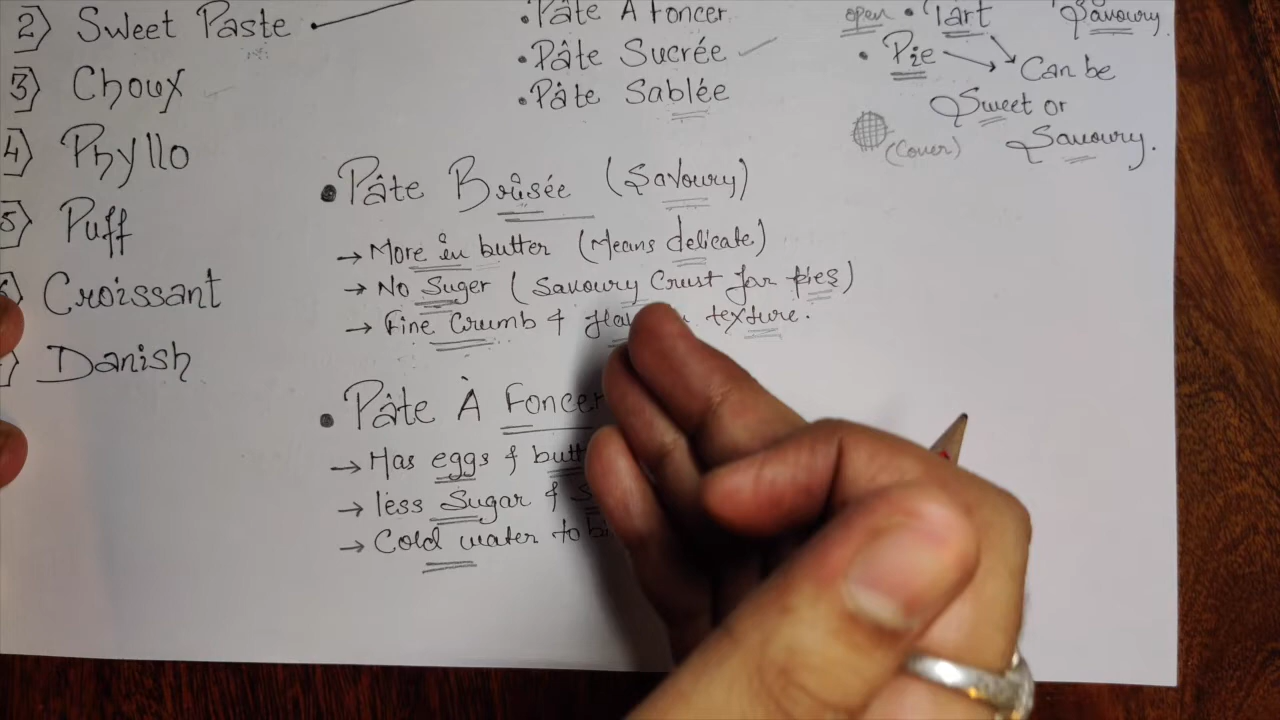 2) Sweet Paste
3) Choux
4) Phyllo
5) Puff
Croissant
Danish
• Pâte A Foncer
• Pâte Sucrée
• Pâte Sablée
open • Tart
Savoury.
• Pie
Can be
Sweet or
Savoury.
(Cover)
• Pâte Brusée (Savoury)
→ More in butter (Means delicate)
→ No Suger (Savoury Crust for pies)
→ Fine Crumb & texture.
• Pâte À Foncer
→ Has eggs &
→ less Sugar &
→ Cold water to